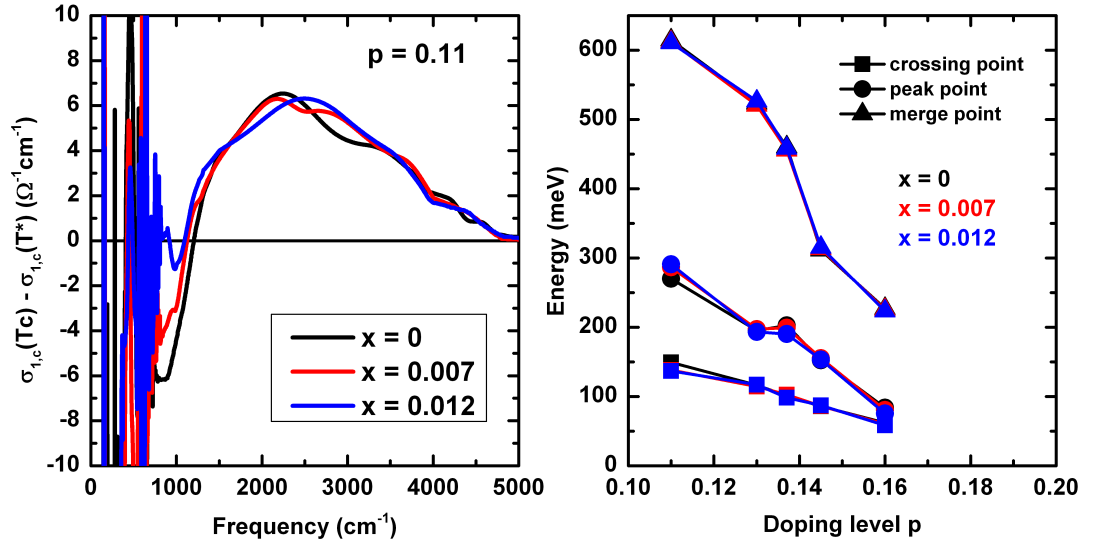 10
8
6
4
2
0
-2
-4
-6
-8
-10
σ1,c(Tc) - σ1,c(T*) (Ω-1cm-1)
p = 0.11
x = 0
x = 0.007
x = 0.012
0 1000 2000 3000 4000 5000
Frequency (cm-1)
600
500
400
300
200
100
0
Energy (meV)
crossing point
peak point
merge point
x = 0
x = 0.007
x = 0.012
0.10 0.12 0.14 0.16 0.18 0.20
Doping level p